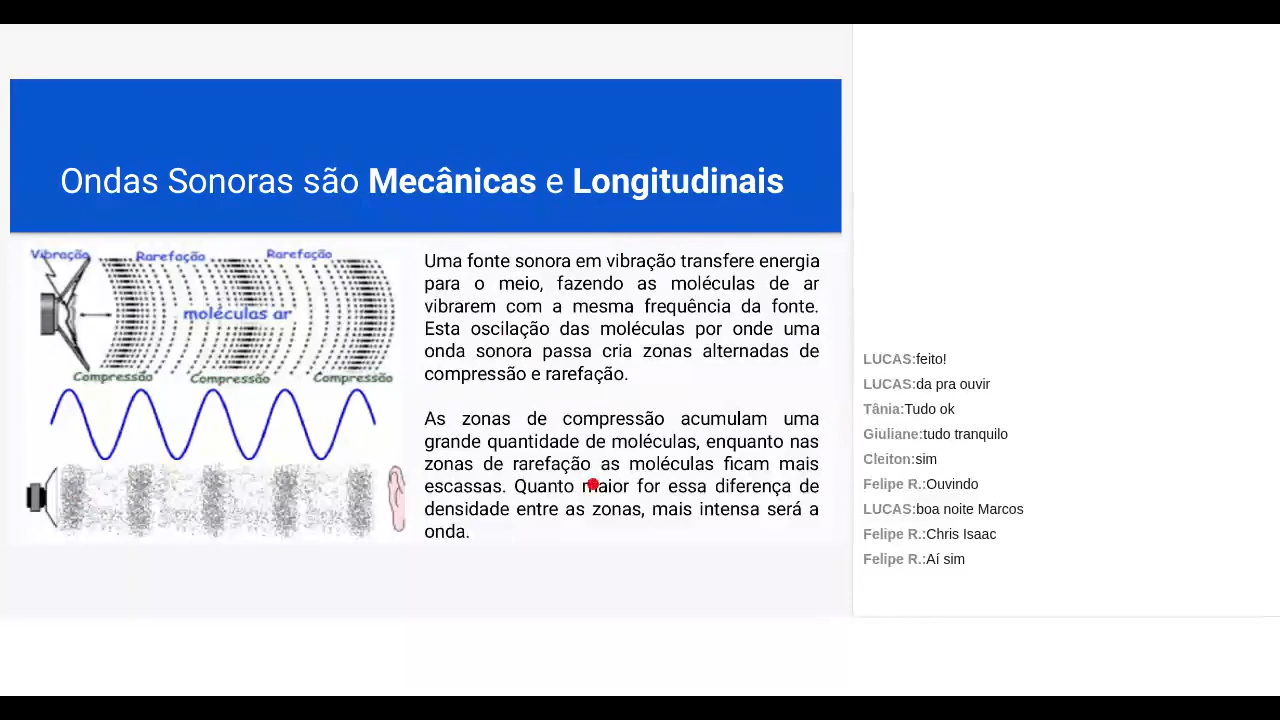 Ondas Sonoras são Mecânicas e Longitudinais
Vibração Rarefação Rarefação
moléculas ar
Compressão Compressão Compressão
Uma fonte sonora em vibração transfere energia
para o meio, fazendo as moléculas de ar
vibrarem com a mesma frequência da fonte.
Esta oscilação das moléculas por onde uma
onda sonora passa cria zonas alternadas de
compressão e rarefação.
As zonas de compressão acumulam uma
grande quantidade de moléculas, enquanto nas
zonas de rarefação as moléculas ficam mais
escassas. Quanto maior for essa diferença de
densidade entre as zonas, mais intensa será a
onda.
LUCAS:feito!
LUCAS:da pra ouvir
Tânia:Tudo ok
Giuliane:tudo tranquilo
Cleiton:sim
Felipe R.:Ouvindo
LUCAS:boa noite Marcos
Felipe R.:Chris Isaac
Felipe R.:Aí sim